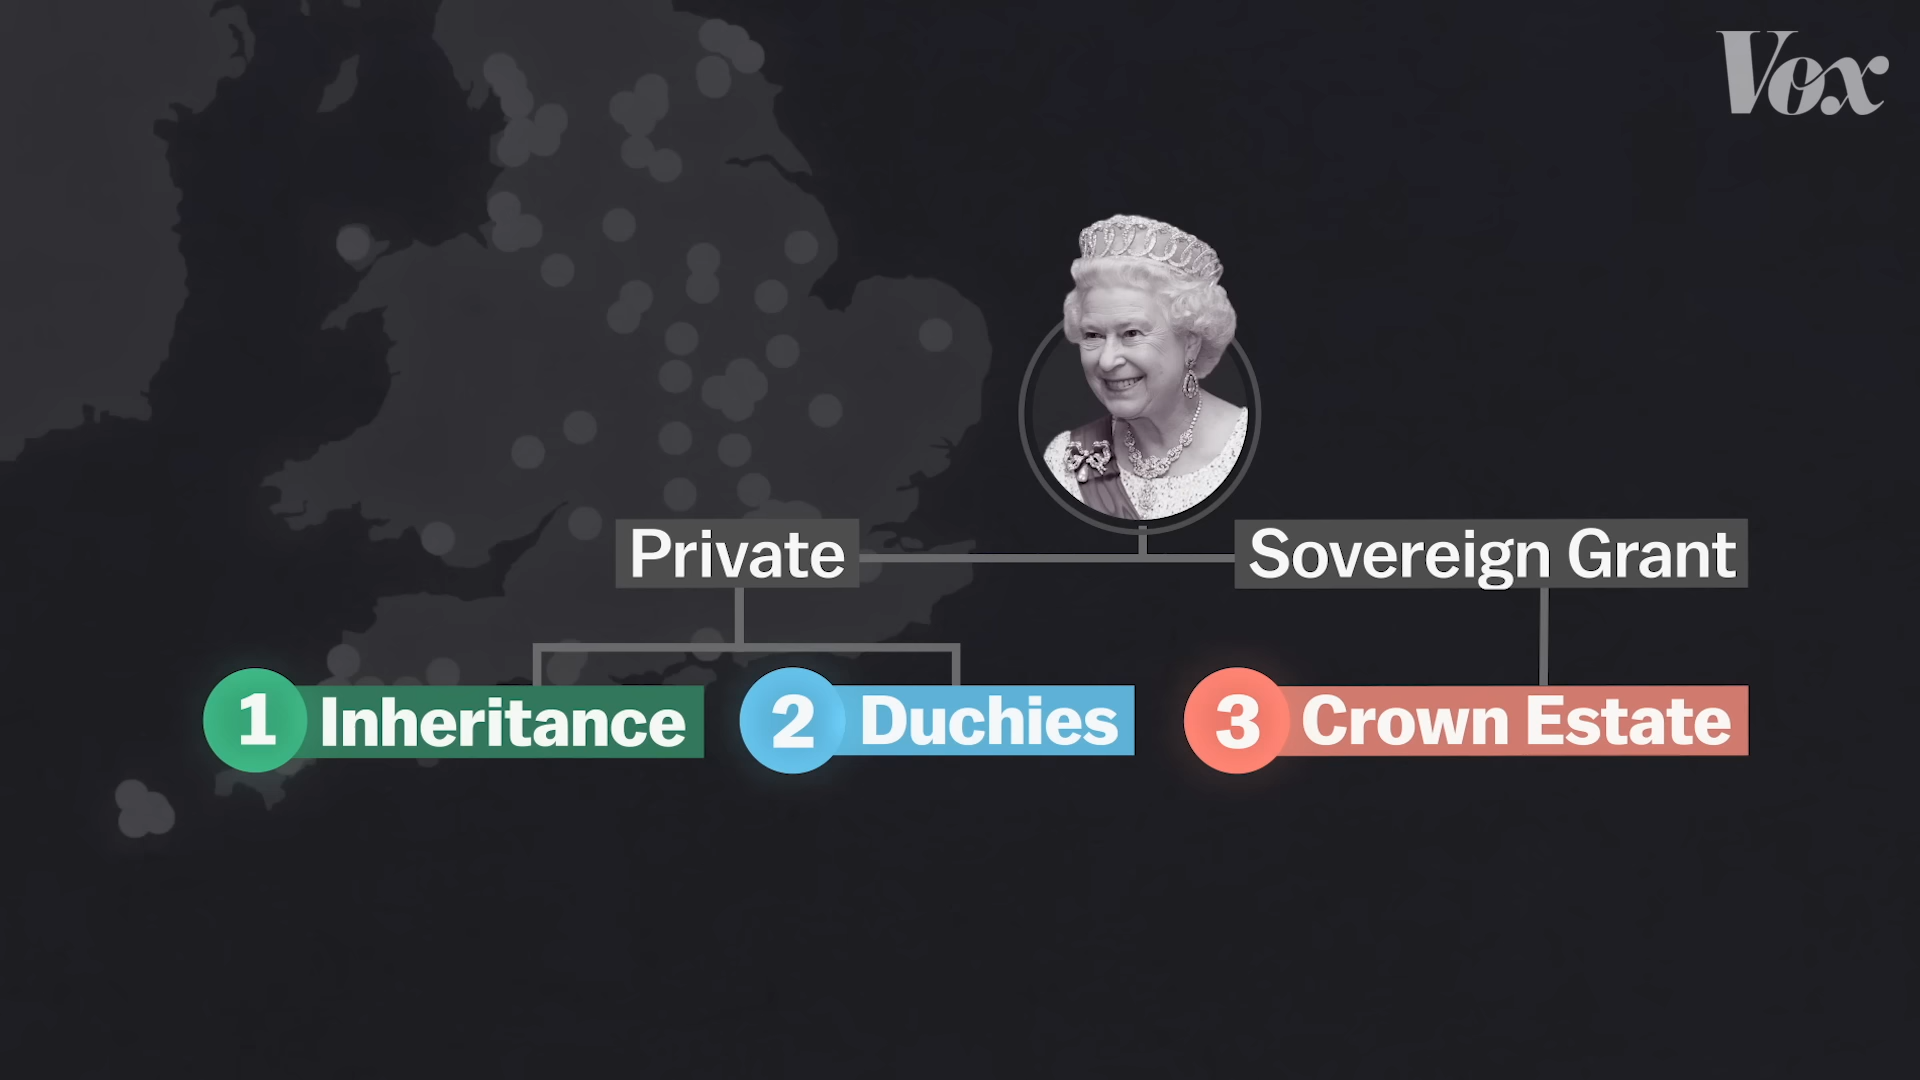 Vox
Private
Sovereign Grant
1 Inheritance
2 Duchies
3 Crown Estate